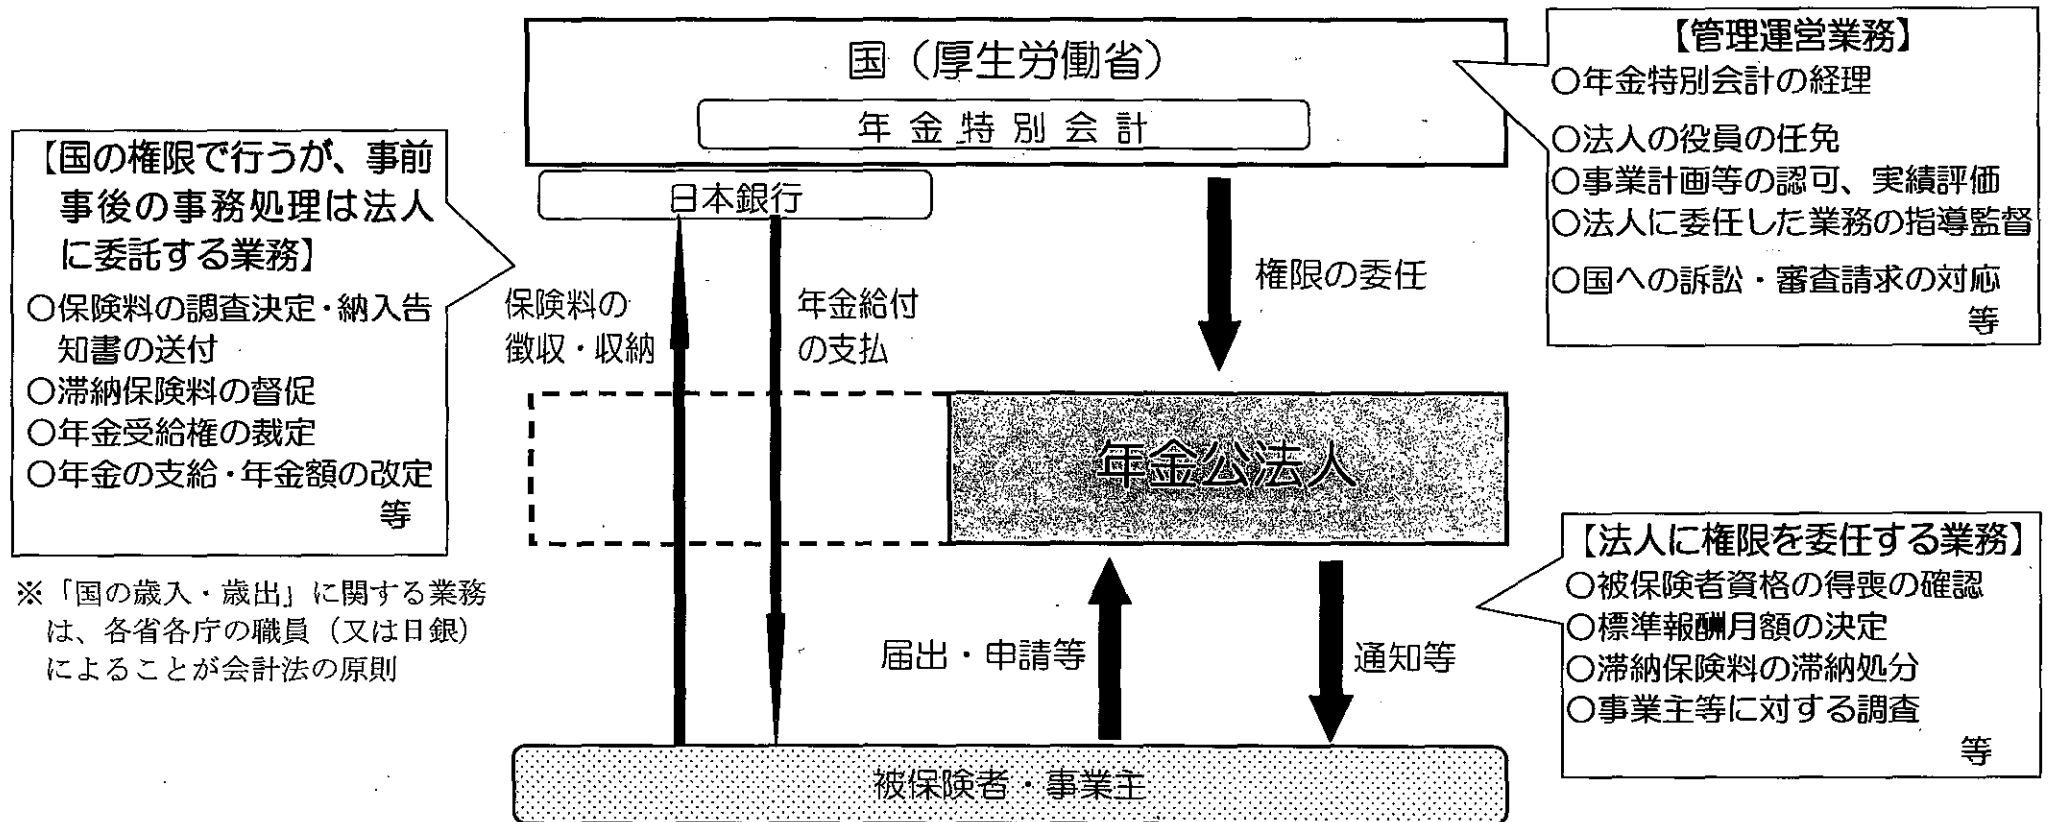 国（厚生労働省）
年金特別会計
日本銀行
【管理運営業務】
○年金特別会計の経理
○法人の役員の任免
○事業計画等の認可、実績評価
○法人に委任した業務の指導監督
○国への訴訟・審査請求の対応
等
【国の権限で行うが、事前
事後の事務処理は法人
に委託する業務】
○保険料の調査決定・納入告
知書の送付
○滞納保険料の督促
○年金受給権の裁定
○年金の支給・年金額の改定
等
※「国の歳入・歳出」に関する業務
は、各省各庁の職員（又は日銀）
によることが会計法の原則
保険料の
徴収・収納
年金給付
の支払
権限の委任
年金公法人
届出・申請等
通知等
【法人に権限を委任する業務】
○被保険者資格の得喪の確認
○標準報酬月額の決定
○滞納保険料の滞納処分
○事業主等に対する調査
等
被保険者・事業主